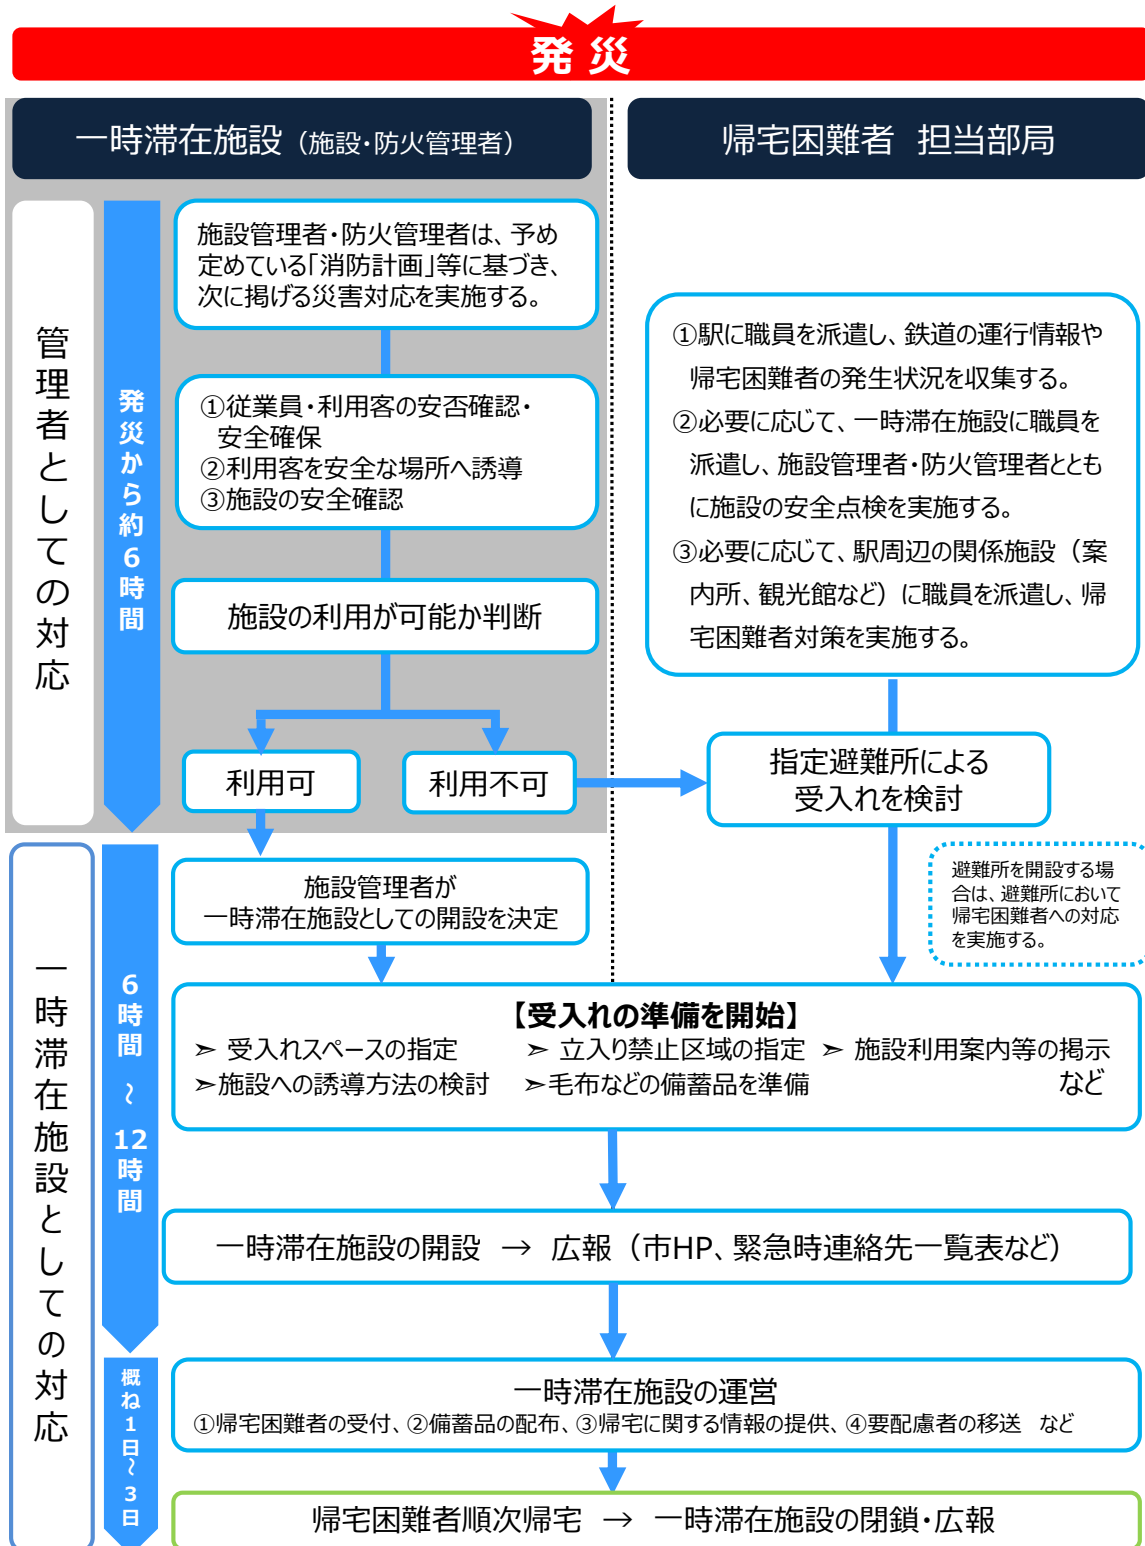 発 災
一時滞在施設（施設・防火管理者）
帰宅困難者　担当部局
管理者としての対応
発災から約6時間
施設管理者・防火管理者は、予め
定めている「消防計画」等に基づき、
次に掲げる災害対応を実施する。
①従業員・利用客の安否確認・
安全確保
②利用客を安全な場所へ誘導
③施設の安全確認
施設の利用が可能か判断
利用可
利用不可
①駅に職員を派遣し、鉄道の運行情報や
帰宅困難者の発生状況を収集する。
②必要に応じて、一時滞在施設に職員を
派遣し、施設管理者・防火管理者ととも
に施設の安全点検を実施する。
③必要に応じて、駅周辺の関係施設（案
内所、観光館など）に職員を派遣し、帰
宅困難者対策を実施する。
指定避難所による
受入れを検討
避難所を開設する場
合は、避難所において
帰宅困難者への対応
を実施する。
一時滞在施設としての対応
6時間～12時間
施設管理者が
一時滞在施設としての開設を決定
【受入れの準備を開始】
➢ 受入れスペースの指定　➢ 立入り禁止区域の指定　➢ 施設利用案内等の掲示
➢施設への誘導方法の検討　➢毛布などの備蓄品を準備　など
一時滞在施設の開設 → 広報（市HP、緊急時連絡先一覧表など）
概ね1日～3日
一時滞在施設の運営
①帰宅困難者の受付、②備蓄品の配布、③帰宅に関する情報の提供、④要配慮者の移送　など
帰宅困難者順次帰宅 → 一時滞在施設の閉鎖・広報